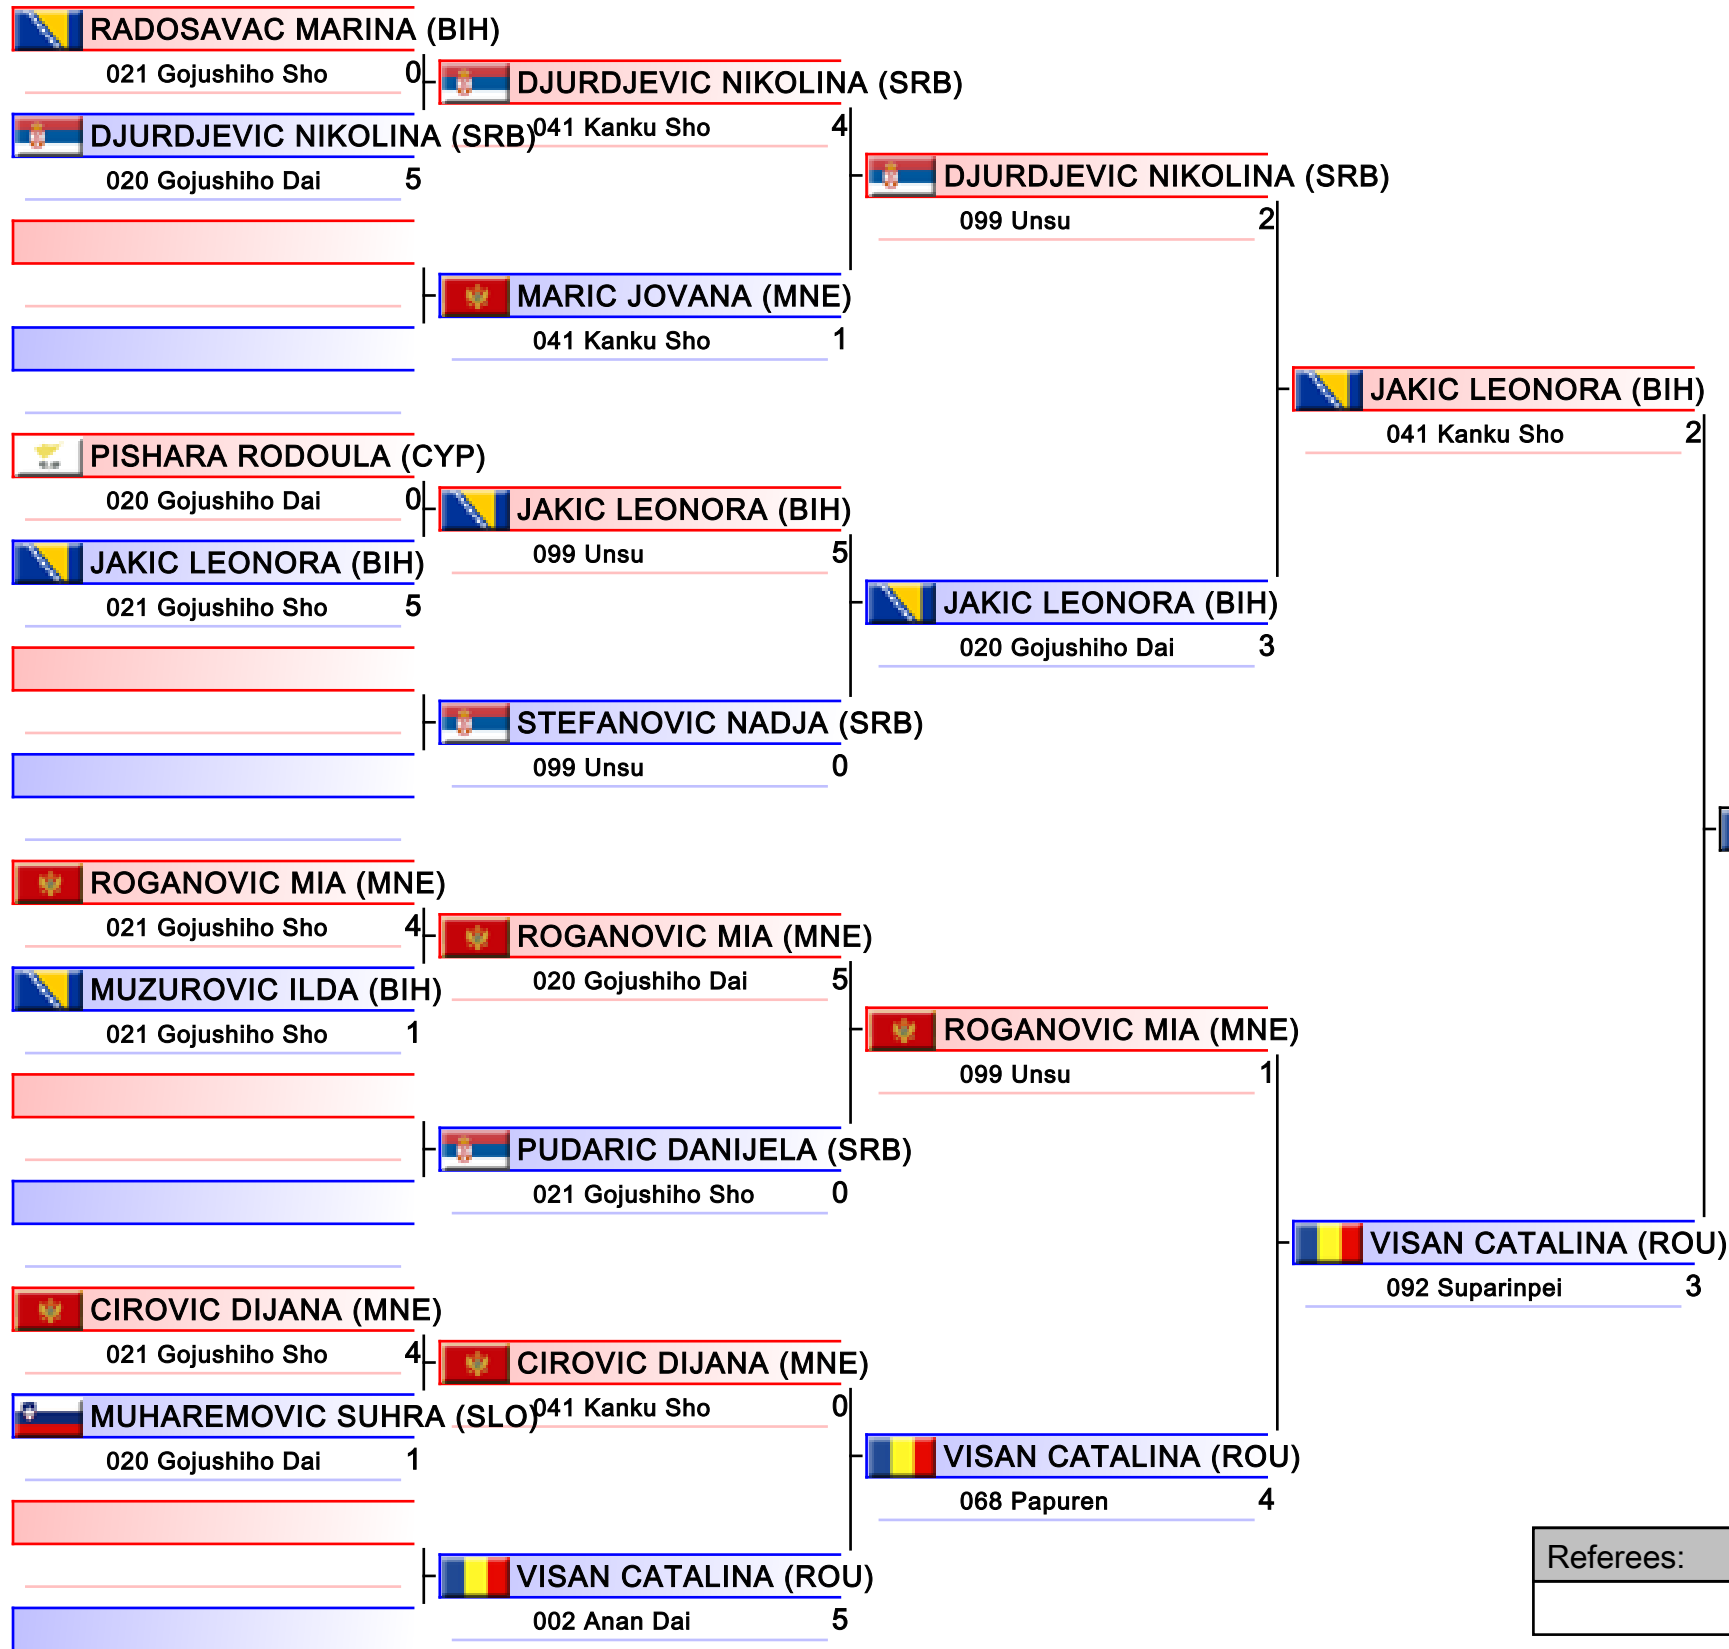 RADOSAVAC MARINA (BIH)
021 Gojushiho Sho 0
DJURDJEVIC NIKOLINA (SRB)
020 Gojushiho Dai 5
PISHARA RODOULA (CYP)
020 Gojushiho Dai 0
JAKIC LEONORA (BIH)
021 Gojushiho Sho 5
ROGANOVIC MIA (MNE)
021 Gojushiho Sho 4
MUZUROVIC ILDA (BIH)
021 Gojushiho Sho 1
CIROVIC DIJANA (MNE)
021 Gojushiho Sho 4
MUHAREMOVIC SUHRA (SLO)
020 Gojushiho Dai 1
DJURDJEVIC NIKOLINA (SRB)
041 Kanku Sho 4
MARIC JOVANA (MNE)
041 Kanku Sho 1
JAKIC LEONORA (BIH)
099 Unsu 5
STEFANOVIC NADJA (SRB)
099 Unsu 0
ROGANOVIC MIA (MNE)
020 Gojushiho Dai 5
PUDARIC DANIJELA (SRB)
021 Gojushiho Sho 0
CIROVIC DIJANA (MNE)
041 Kanku Sho 0
VISAN CATALINA (ROU)
002 Anan Dai 5
DJURDJEVIC NIKOLINA (SRB)
099 Unsu 2
JAKIC LEONORA (BIH)
020 Gojushiho Dai 3
ROGANOVIC MIA (MNE)
099 Unsu 1
VISAN CATALINA (ROU)
068 Papuren 4
JAKIC LEONORA (BIH)
041 Kanku Sho 2
VISAN CATALINA (ROU)
092 Suparinpei 3
Referees: